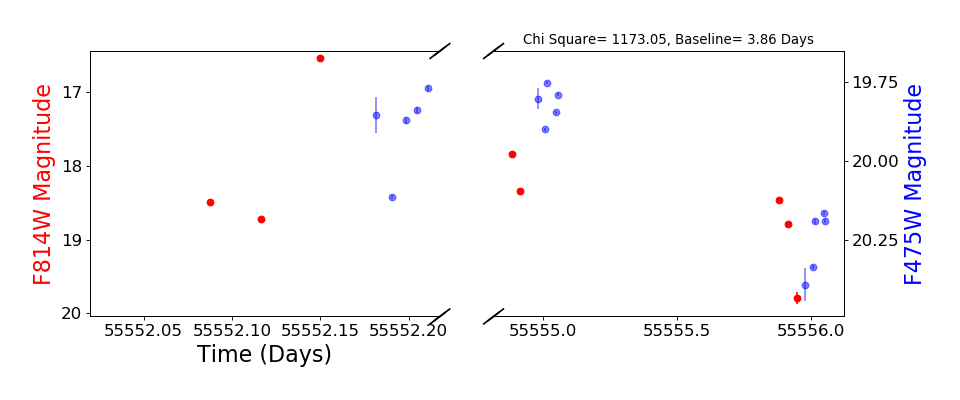 Chi Square= 1173.05, Baseline= 3.86 Days
F814W Magnitude
17
18
19
20
19.75
20.00
20.25
F475W Magnitude
55552.05 55552.10 55552.15 55552.20 55555.0 55555.5 55556.0
Time (Days)